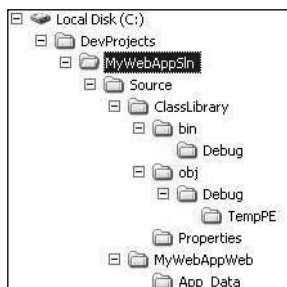 Local Disk (C:)
DevProjects
MyWebAppSln
Source
ClassLibrary
bin
Debug
obj
Debug
TempPE
Properties
MyWebAppWeb
App_Data